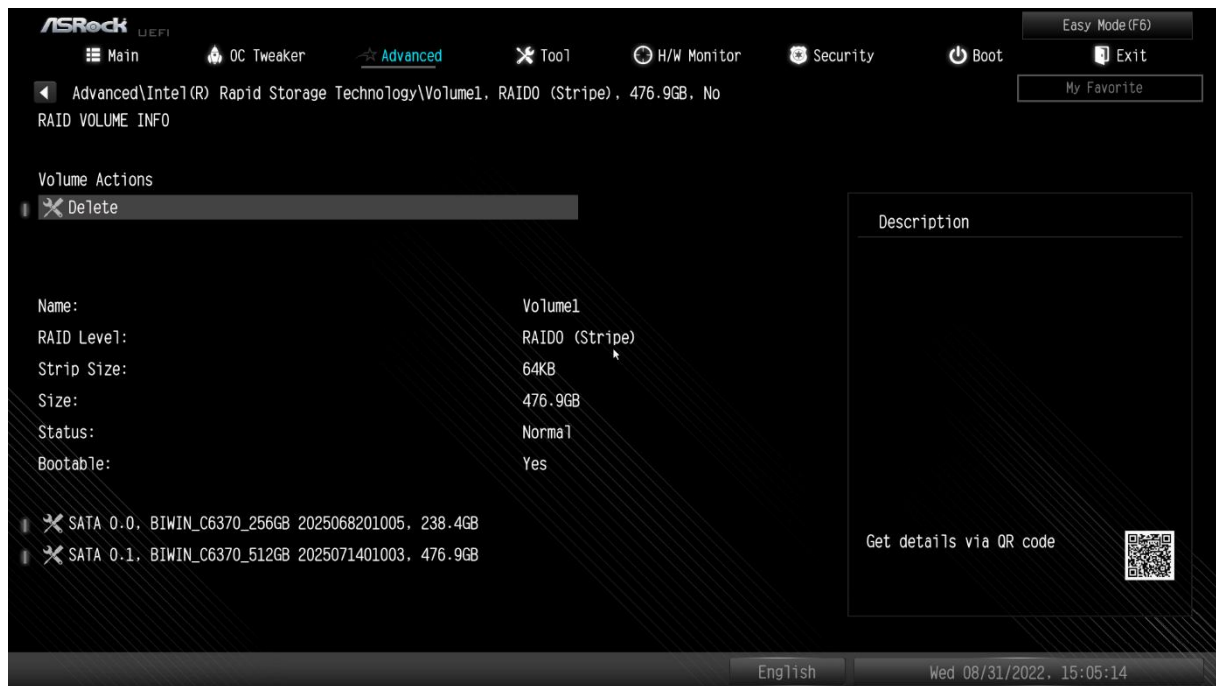 ASRock UEFI
Easy Mode(F6)
Main OC Tweaker Advanced Tool H/W Monitor Security Boot Exit
Advanced\Intel(R) Rapid Storage Technology\Volume1, RAID0 (Stripe), 476.9GB, No
My Favorite
RAID VOLUME INFO
Volume Actions
Delete
Description
Name: Volume1
RAID Level: RAID0 (Stripe)
Strip Size: 64KB
Size: 476.9GB
Status: Normal
Bootable: Yes
SATA 0.0, BIWIN_C6370_256GB 2025068201005, 238.4GB
SATA 0.1, BIWIN_C6370_512GB 2025071401003, 476.9GB
Get details via QR code
English
Wed 08/31/2022, 15:05:14